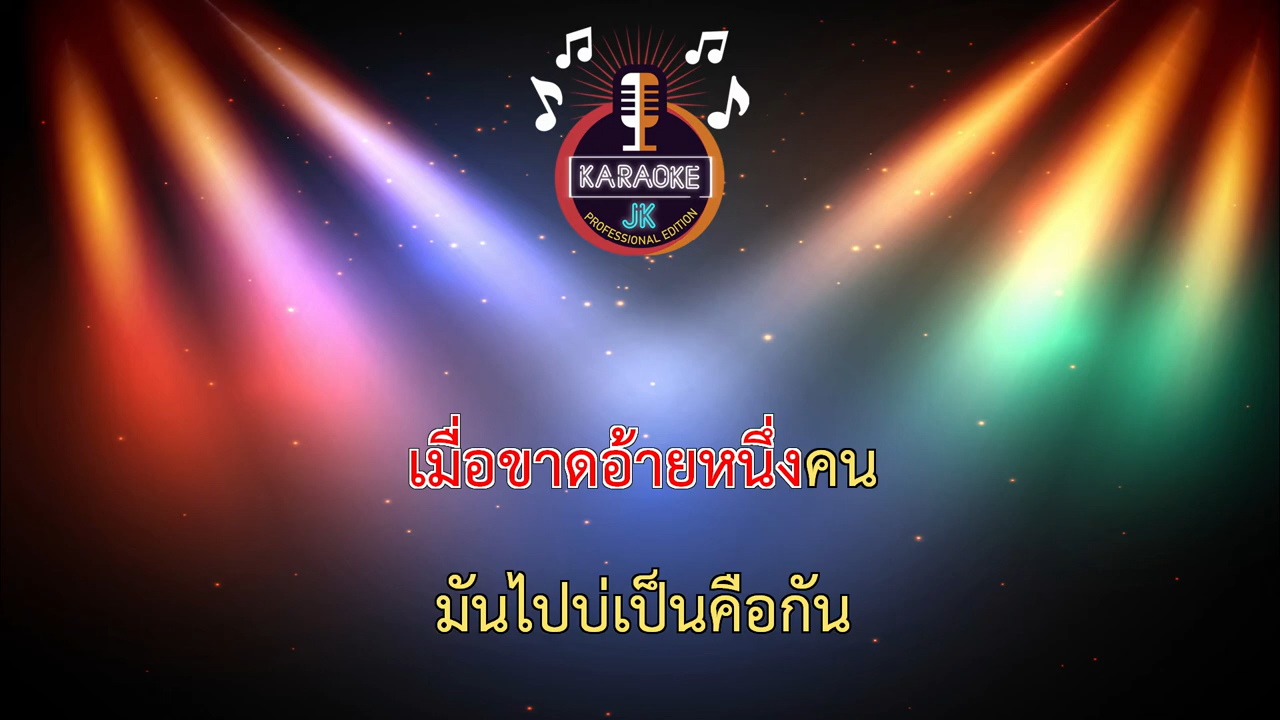 KARAOKE
JK
PROFESSIONAL EDITION
เมื่อขาดอ้ายหนึ่งคน
มันไปบ่เป็นคือกัน